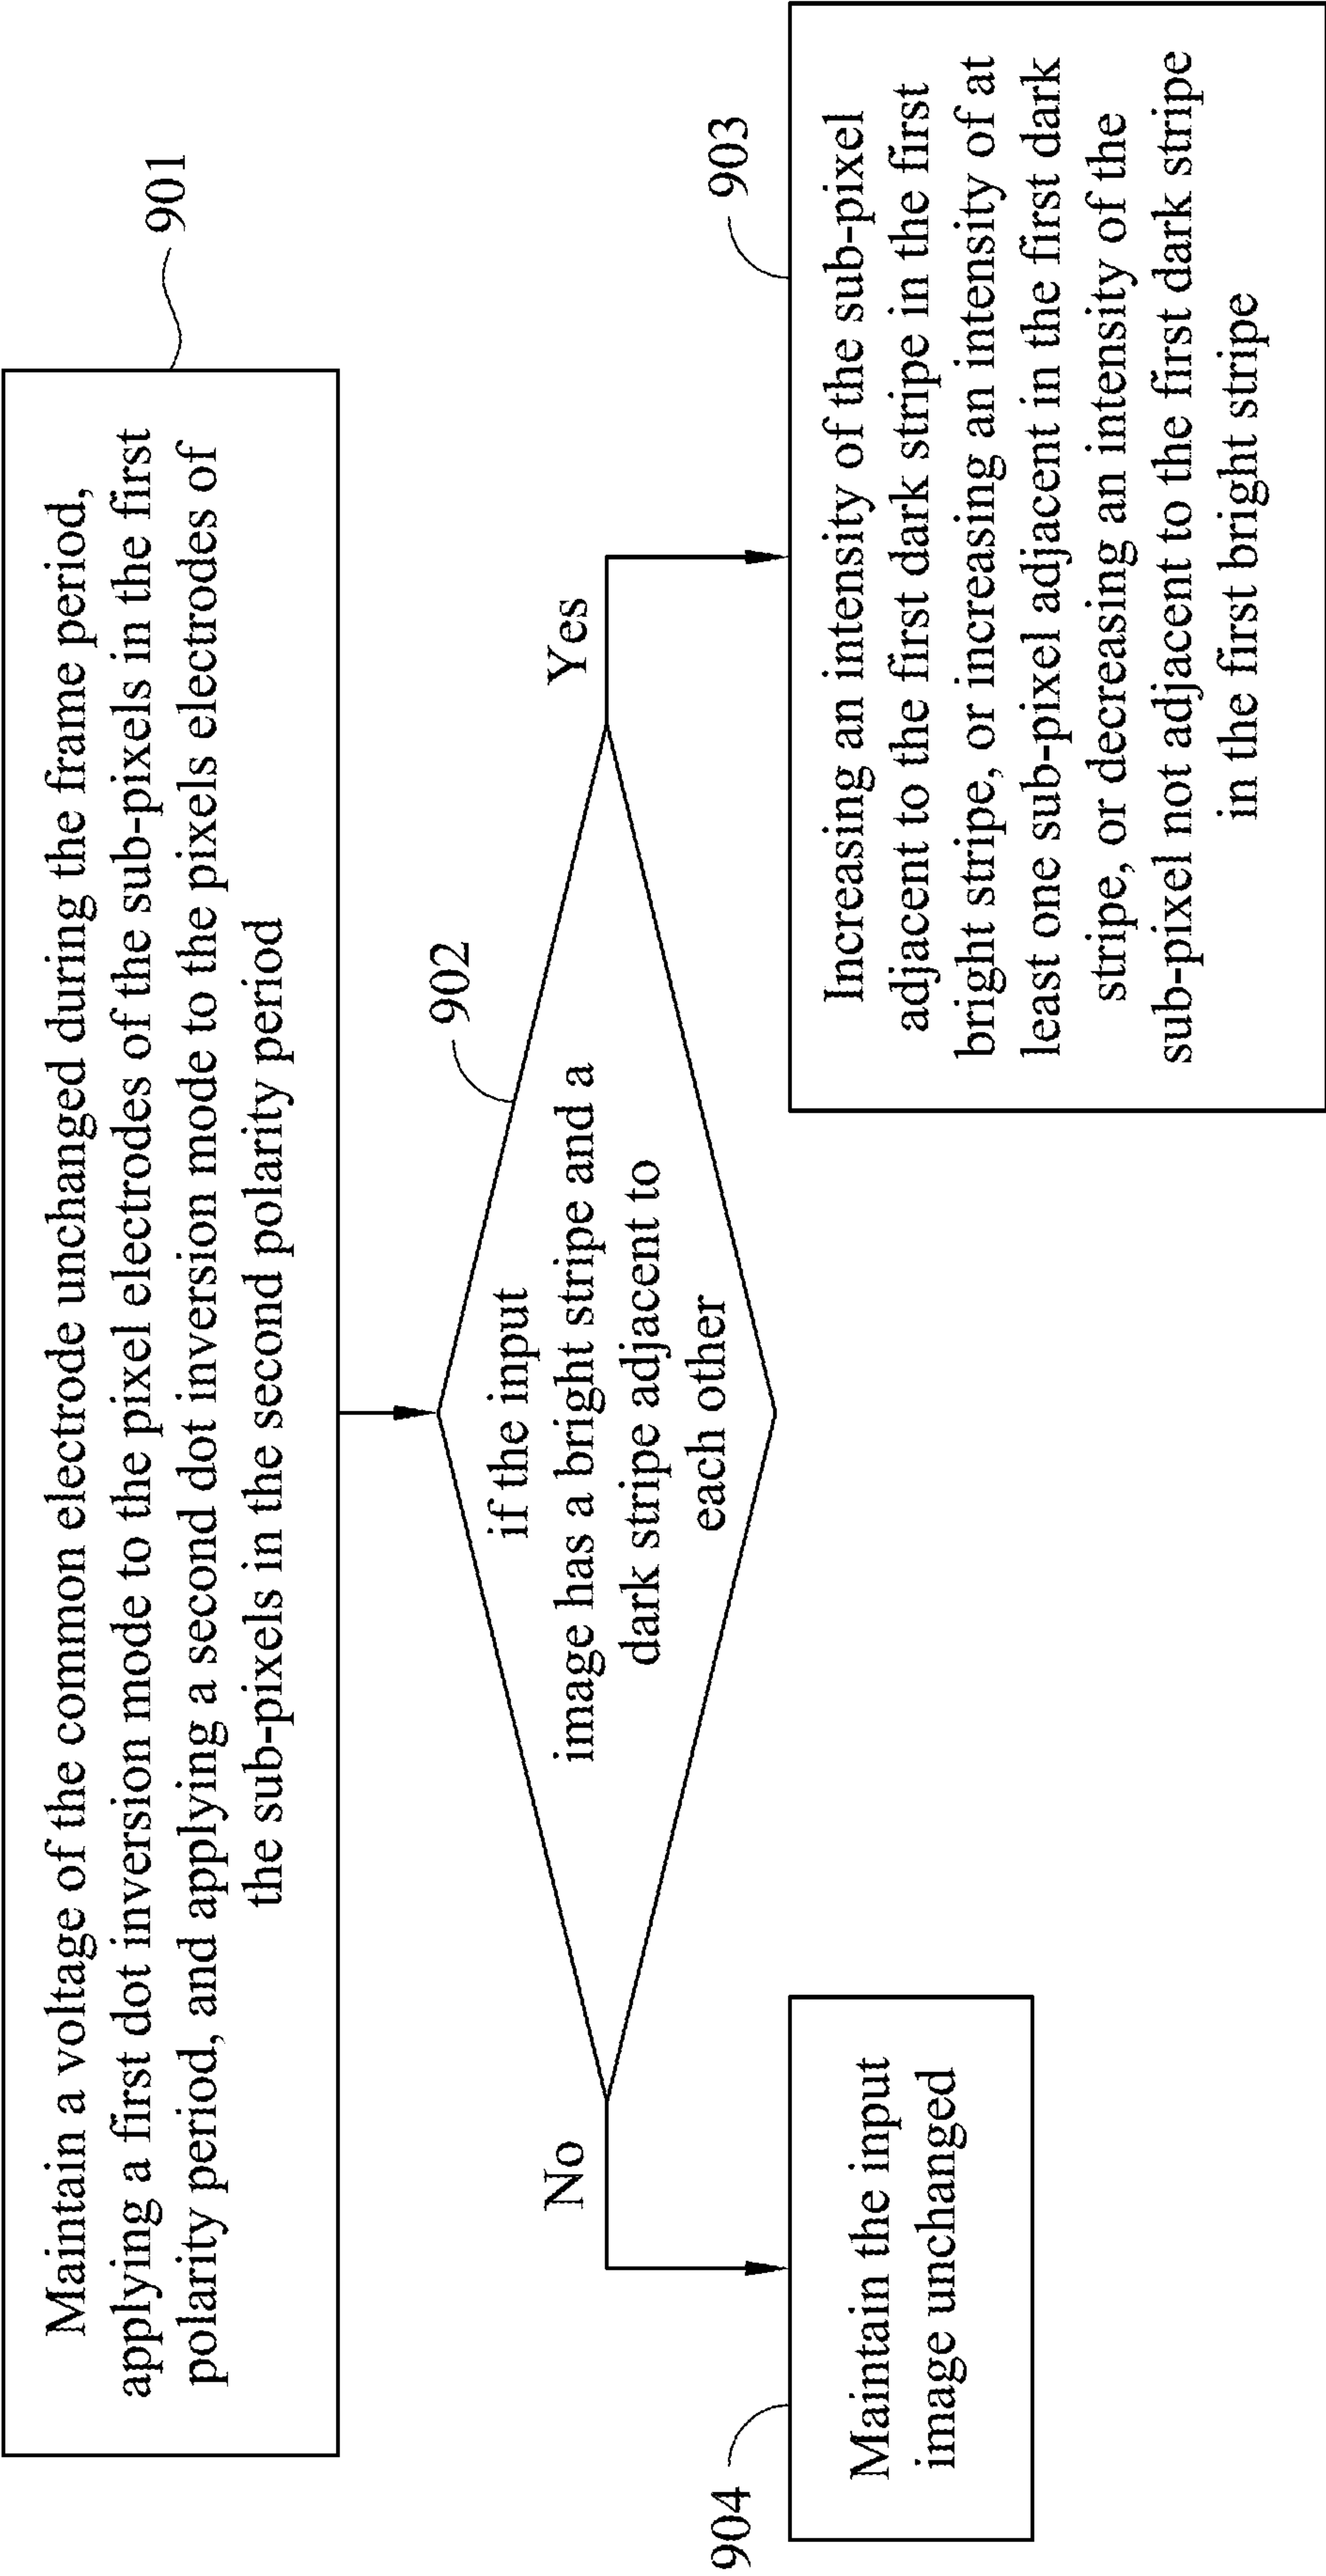 Maintain a voltage of the common electrode unchanged during the frame period,
applying a first dot inversion mode to the pixel electrodes of the sub-pixels in the first
polarity period, and applying a second dot inversion mode to the pixels electrodes of
the sub-pixels in the second polarity period
901
902
if the input
image has a bright stripe and a
dark stripe adjacent to
each other
No
Yes
904
Maintain the input
image unchanged
903
Increasing an intensity of the sub-pixel
adjacent to the first dark stripe in the first
bright stripe, or increasing an intensity of at
least one sub-pixel adjacent in the first dark
stripe, or decreasing an intensity of the
sub-pixel not adjacent to the first dark stripe
in the first bright stripe